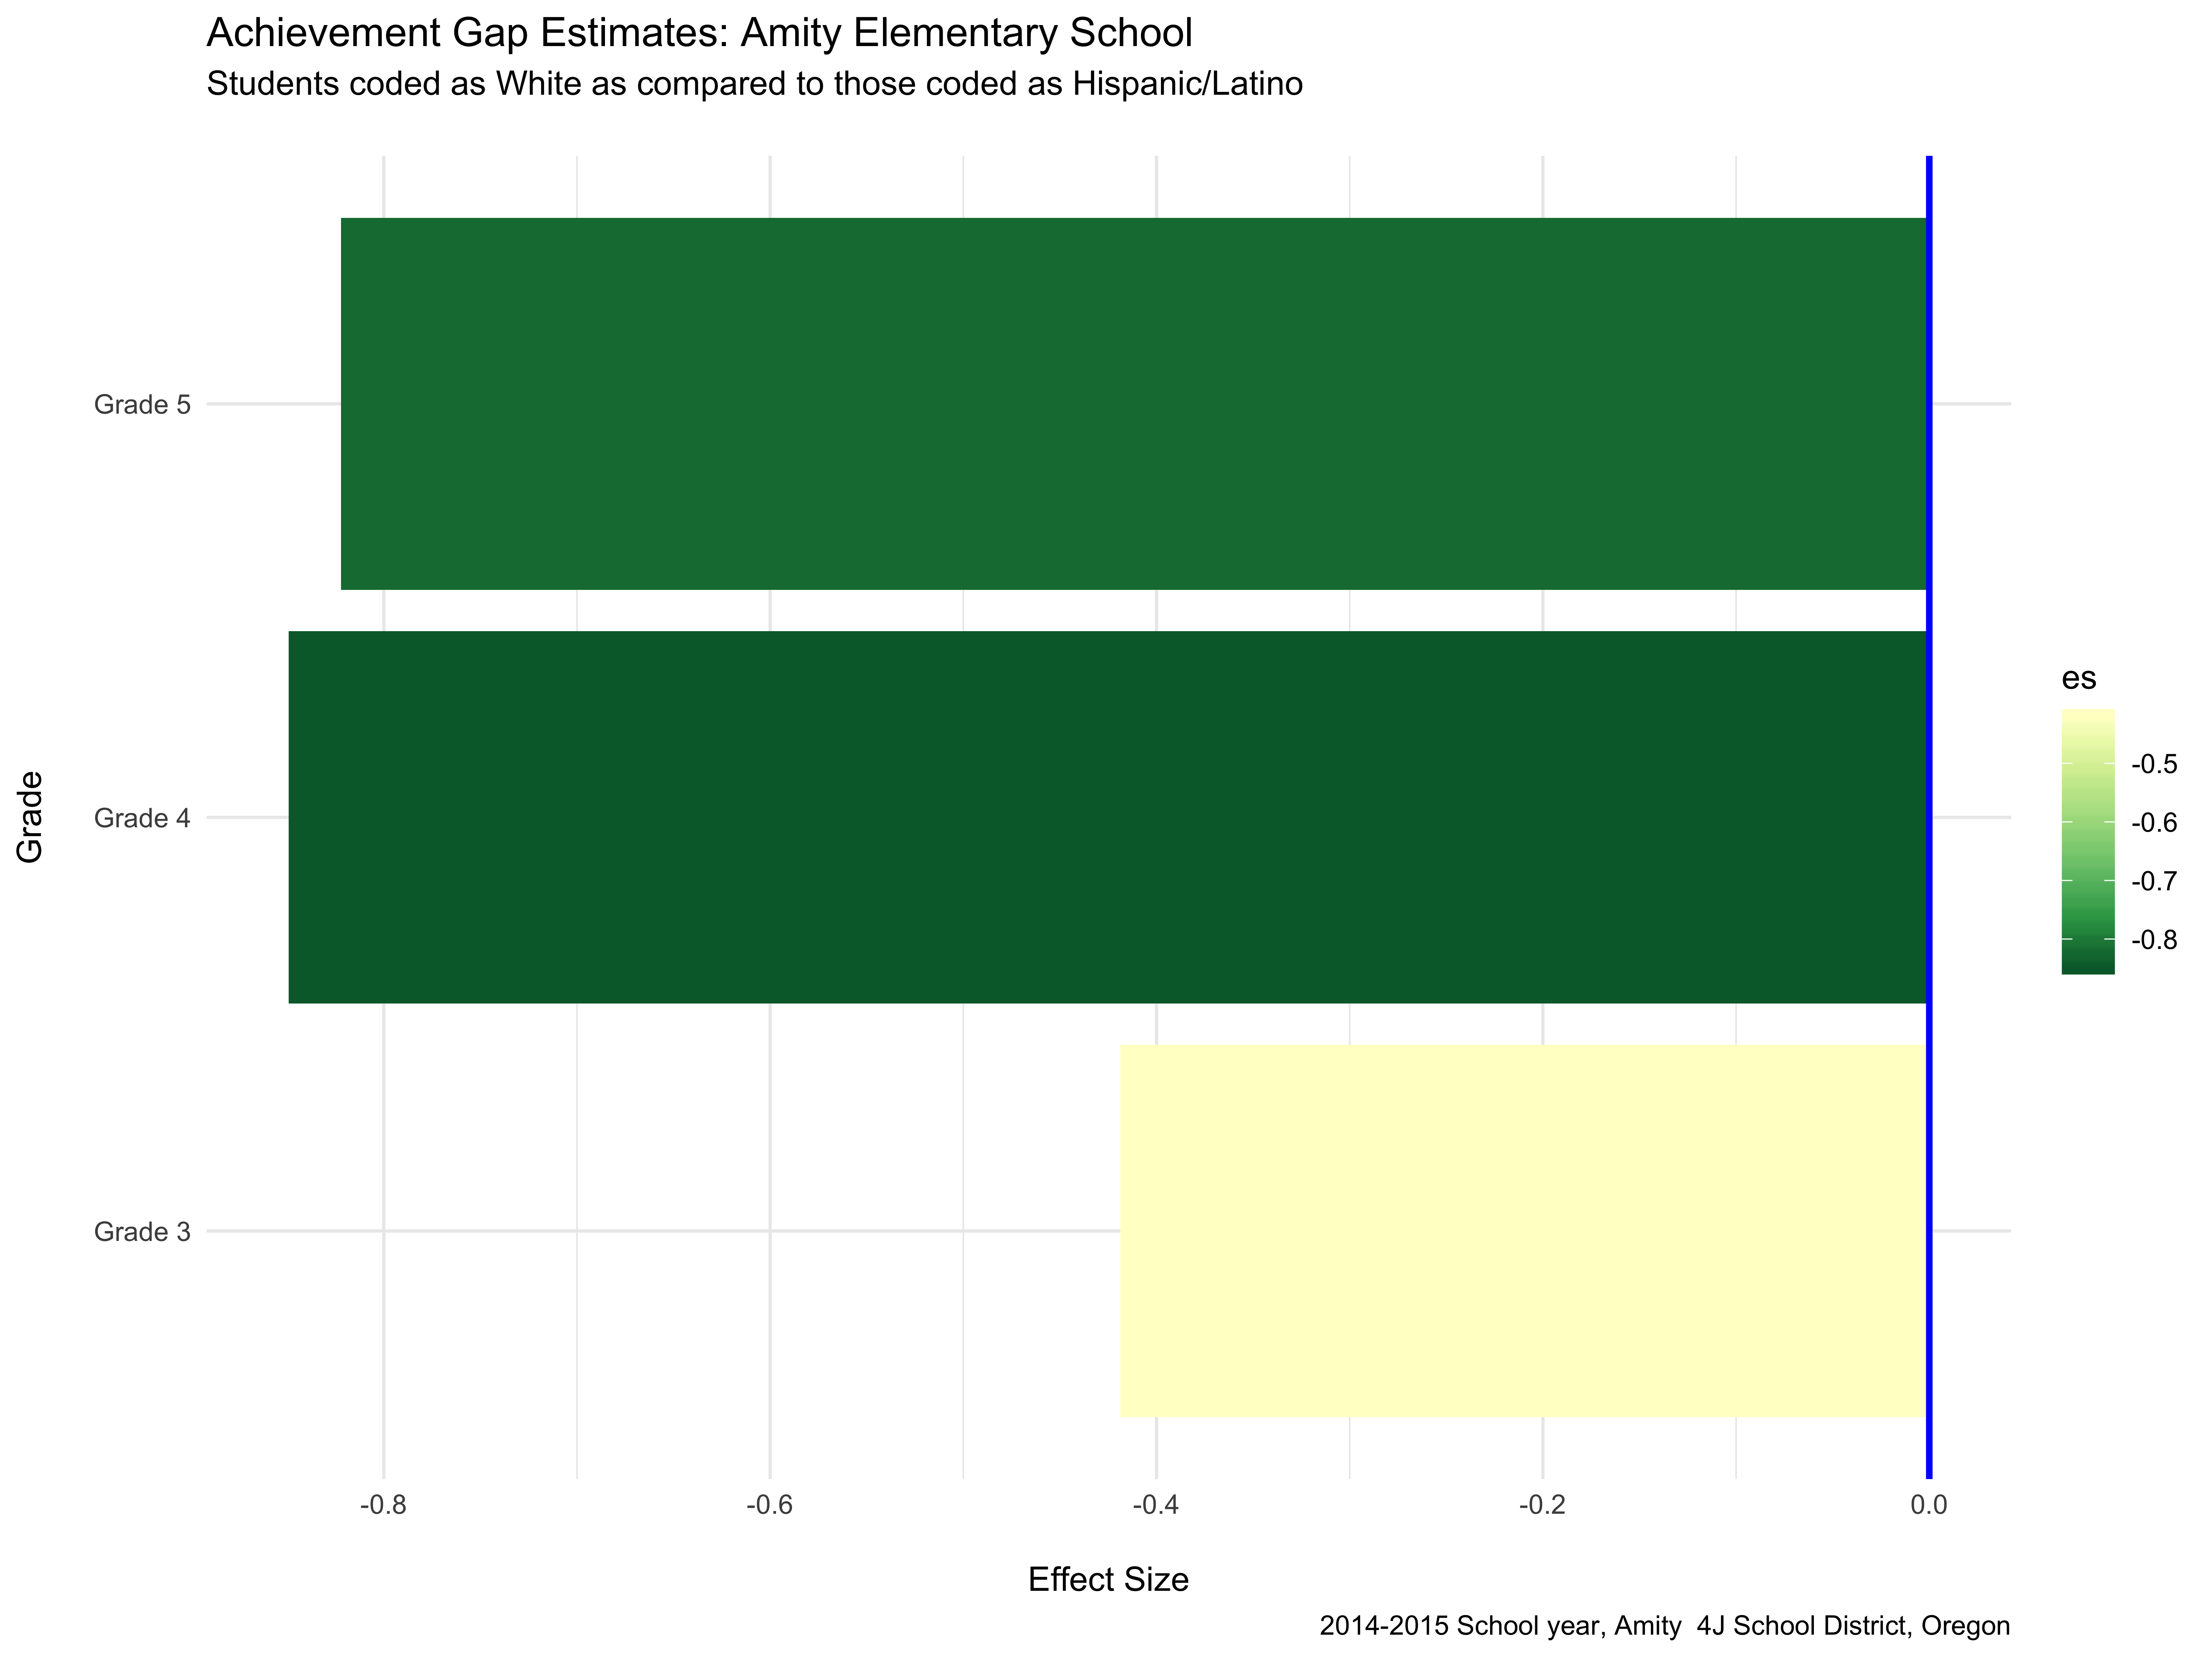 Achievement Gap Estimates: Amity Elementary School
Students coded as White as compared to those coded as Hispanic/Latino
Grade
Grade 5
Grade 4
Grade 3
-0.8
-0.6
-0.4
-0.2
0.0
Effect Size
es
-0.5
-0.6
-0.7
-0.8
2014-2015 School year, Amity  4J School District, Oregon